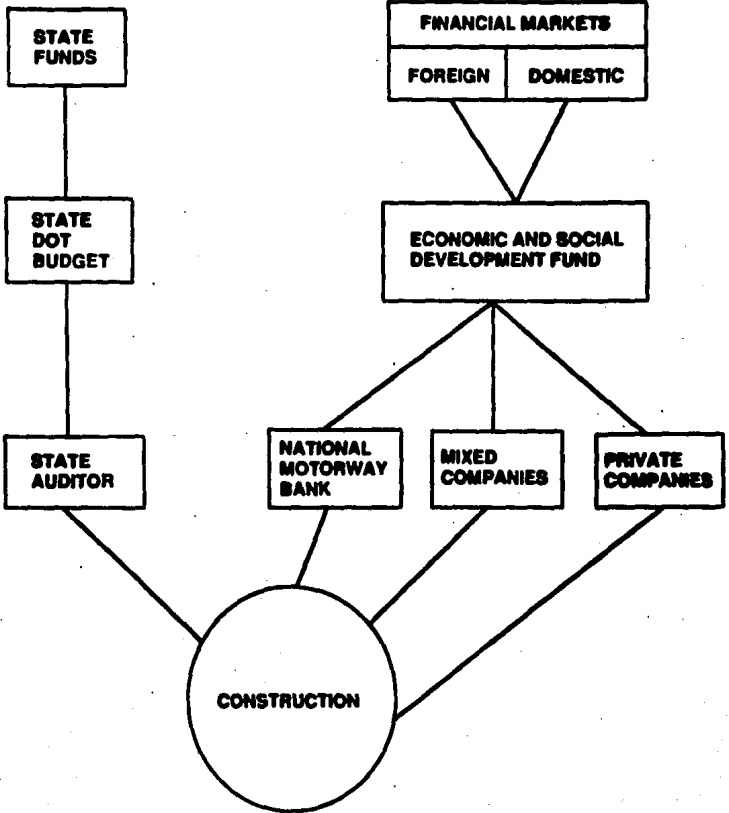 STATE
FUNDS
FINANCIAL MARKETS
FOREIGN
DOMESTIC
STATE
DOT
BUDGET
ECONOMIC AND SOCIAL
DEVELOPMENT FUND
STATE
AUDITOR
NATIONAL
MOTORWAY
BANK
MIXED
COMPANIES
PRIVATE
COMPANIES
CONSTRUCTION